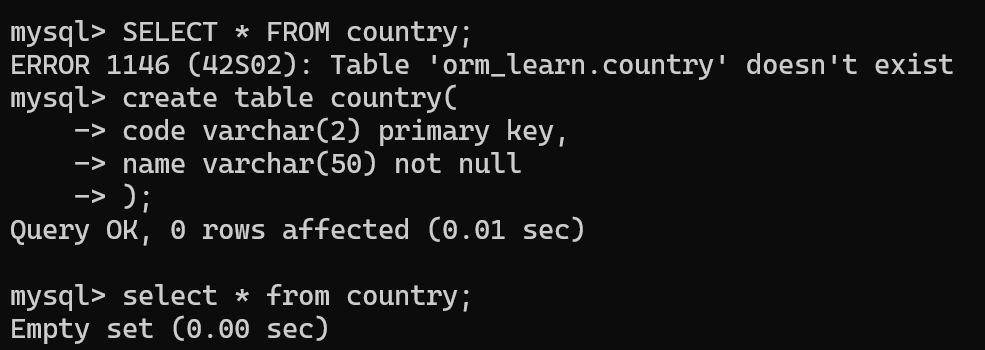 mysql> SELECT * FROM country;
ERROR 1146 (42S02): Table 'orm_learn.country' doesn't exist
mysql> create table country(
    -> code varchar(2) primary key,
    -> name varchar(50) not null
    -> );
Query OK, 0 rows affected (0.01 sec)

mysql> select * from country;
Empty set (0.00 sec)